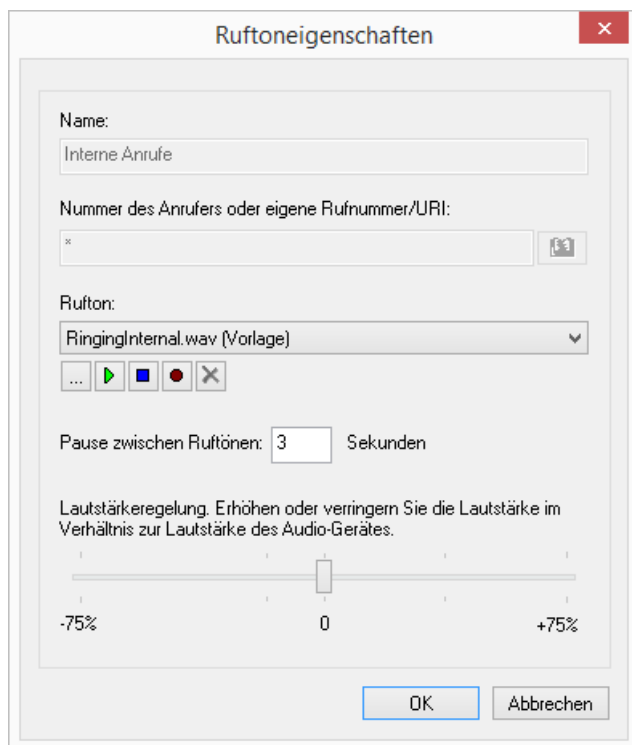 Ruftoneigenschaften
Name:
Interne Anrufe
Nummer des Anrufers oder eigene Rufnummer/URI:
*
Rufton:
RingingInternal.wav (Vorlage)
...
Pause zwischen Ruftönen: 3 Sekunden
Lautstärkeregelung. Erhöhen oder verringern Sie die Lautstärke im
Verhältnis zur Lautstärke des Audio-Gerätes.
-75% 0 +75%
OK Abbrechen